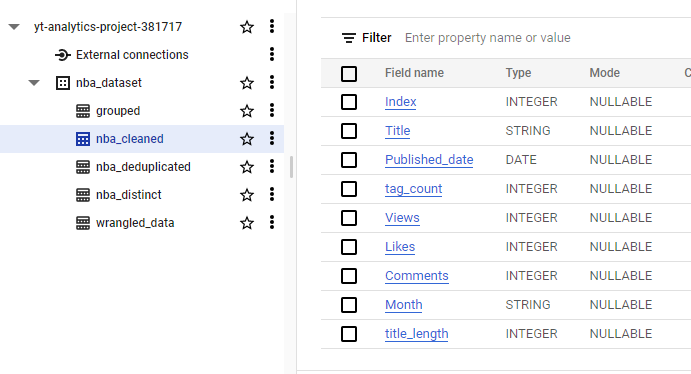 yt-analytics-project-381717
External connections
nba_dataset
grouped
nba_cleaned
nba_deduplicated
nba_distinct
wrangled_data
Filter Enter property name or value
Field name Type Mode C
Index INTEGER NULLABLE
Title STRING NULLABLE
Published_date DATE NULLABLE
tag_count INTEGER NULLABLE
Views INTEGER NULLABLE
Likes INTEGER NULLABLE
Comments INTEGER NULLABLE
Month STRING NULLABLE
title_length INTEGER NULLABLE